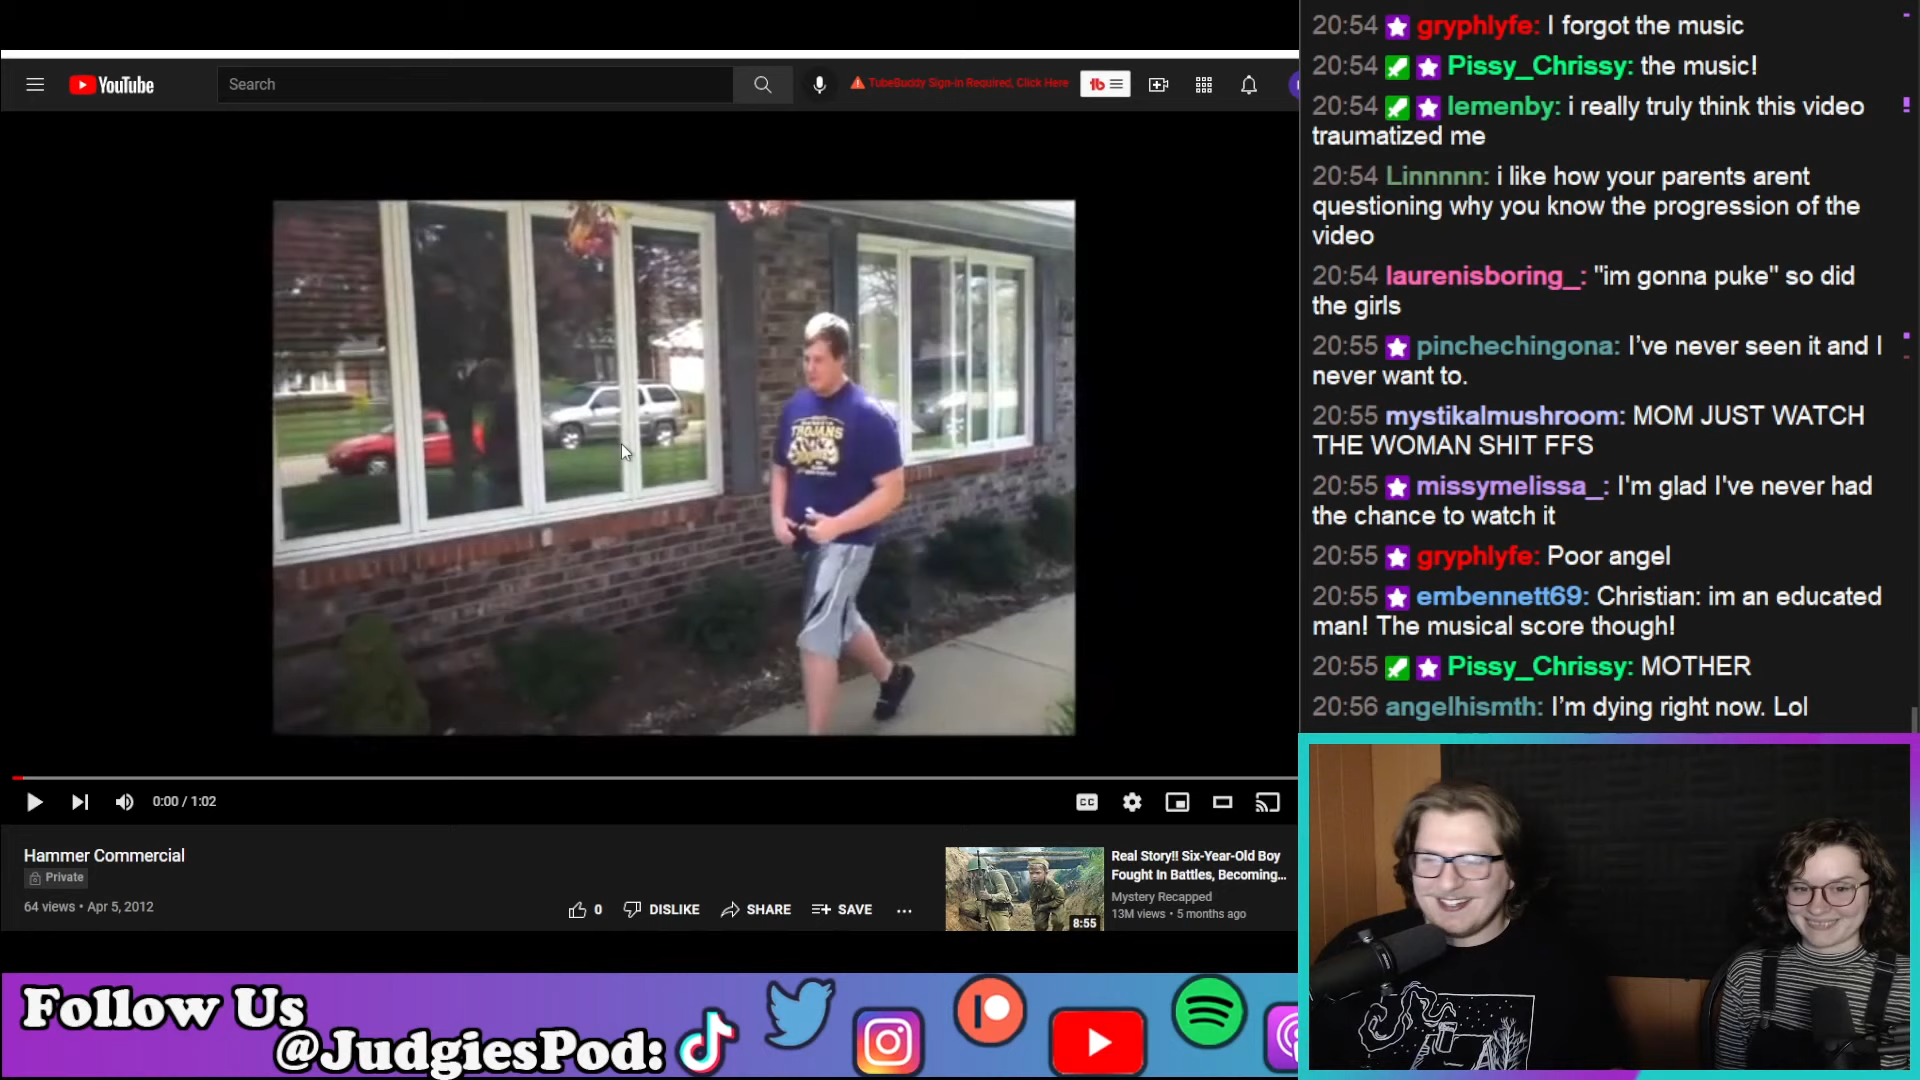 YouTube
Search
TubeBuddy Sign-in Required, Click Here
tb
TROJANS
CC
0:00 / 1:02
Hammer Commercial
Private
64 views • Apr 5, 2012
0
DISLIKE
SHARE
SAVE
8:55
Real Story!! Six-Year-Old Boy
Fought In Battles, Becoming...
Mystery Recapped
13M views • 5 months ago
Follow Us
@JudgiesPod:
20:54 gryphlyfe: I forgot the music
20:54 Pissy_Chrissy: the music!
20:54 lemenby: i really truly think this video
traumatized me
20:54 Linnnnn: i like how your parents arent
questioning why you know the progression of the
video
20:54 laurenisboring_: "im gonna puke" so did
the girls
20:55 pinchechingona: I’ve never seen it and I
never want to.
20:55 mystikalmushroom: MOM JUST WATCH
THE WOMAN SHIT FFS
20:55 missymelissa_: I'm glad I've never had
the chance to watch it
20:55 gryphlyfe: Poor angel
20:55 embennett69: Christian: im an educated
man! The musical score though!
20:55 Pissy_Chrissy: MOTHER
20:56 angelhismth: I’m dying right now. Lol